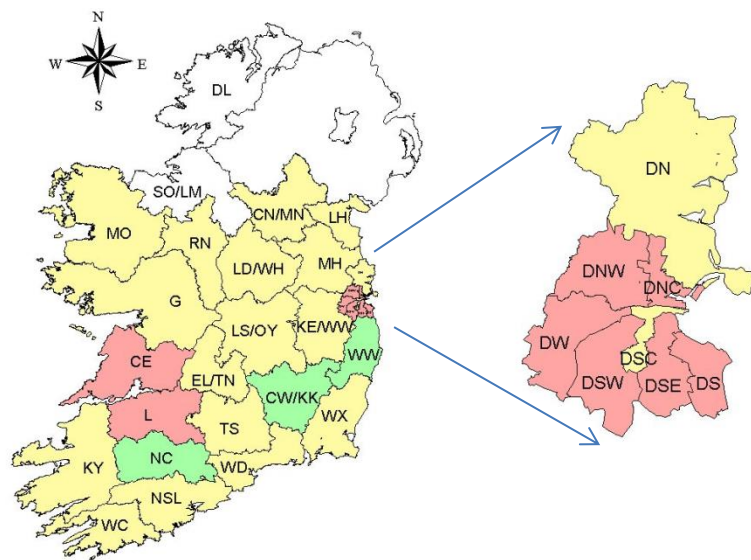 N
W
E
S
DL
SO/LM
CN/MN
LH
MO
RN
LD/WH
MH
G
LS/OY
KE/WW
CE
EL/TN
WW
CW/KK
L
TS
WX
NC
KY
WD
NSL
WC
DN
DNW
DNC
DW
DSC
DSW
DSE
DS